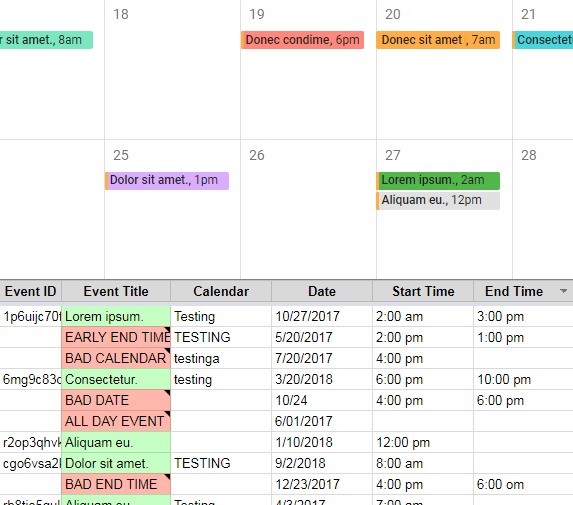 18 19 20 21
r sit amet., 8am Donec condime, 6pm Donec sit amet , 7am Consectet
25 26 27 28
Dolor sit amet., 1pm Lorem ipsum., 2am
Aliquam eu., 12pm
Event ID Event Title Calendar Date Start Time End Time
1p6uijc70f Lorem ipsum. Testing 10/27/2017 2:00 am 3:00 pm
EARLY END TIME TESTING 5/20/2017 2:00 pm 1:00 pm
BAD CALENDAR testinga 7/20/2017 4:00 pm
6mg9c83c Consectetur. testing 3/20/2018 6:00 pm 10:00 pm
BAD DATE 10/24 4:00 pm 6:00 pm
ALL DAY EVENT 6/01/2017
r2op3qhvk Aliquam eu. 1/10/2018 12:00 pm
cgo6vsa2l Dolor sit amet. TESTING 9/2/2018 8:00 am
BAD END TIME 12/23/2017 4:00 pm 6:00 om
Aliquam eu. Testing 4/3/2017 7:00 am